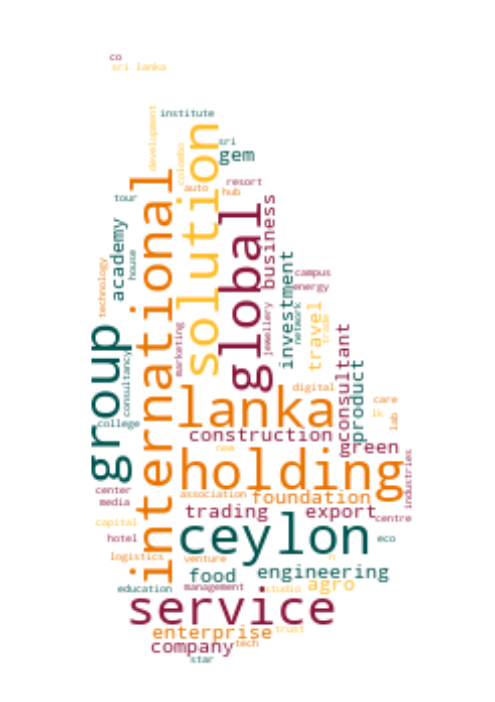 co
sri lanka
development
institute
solution
sri
colombo
gem
international
auto
resort
hub
tour
business
global
academy
house
investment
technology
campus
energy
jewellery
network
travel
trade
group
marketing
consultant
consultancy
product
digital
lanka
care
lk
lab
college
construction
green
new
holding
industries
center
association
foundation
media
trading
export
centre
capital
ceylon
hotel
eco
logistics
venture
n
food
engineering
education
management
studio
agro
service
enterprise
trust
company
tech
star